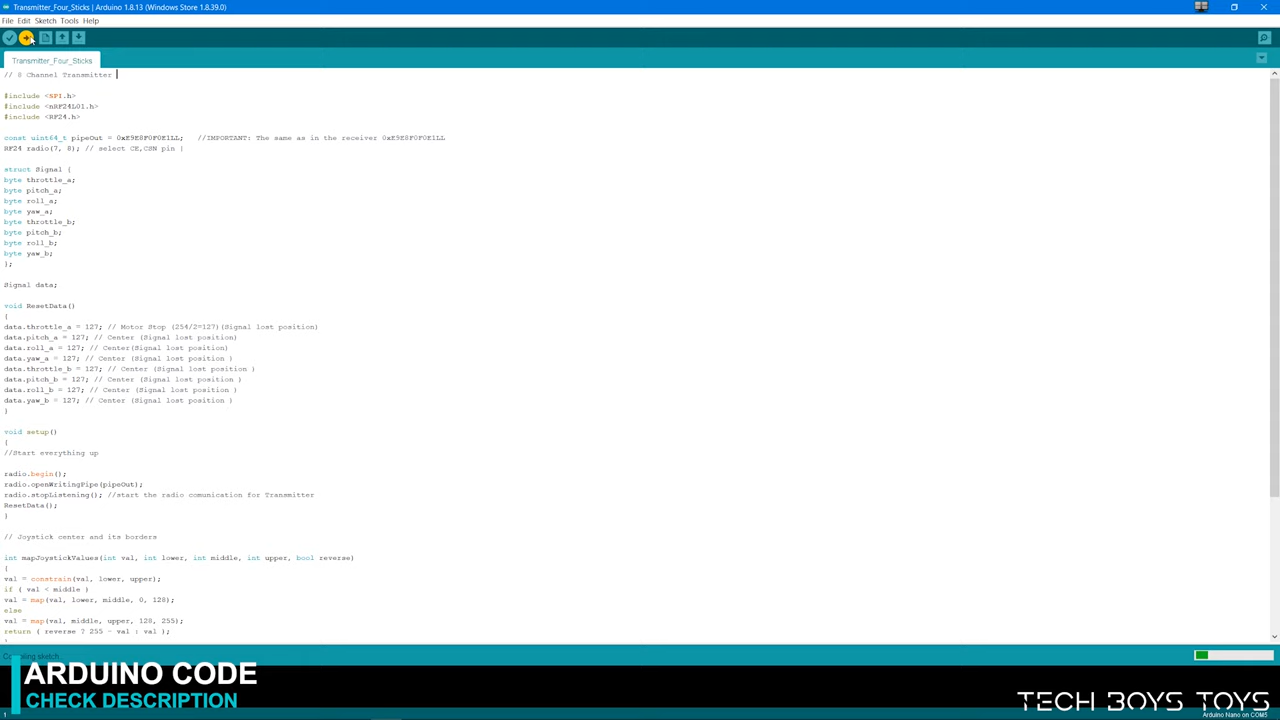 Transmitter_Four_Sticks | Arduino 1.8.13 (Windows Store 1.8.39.0)
File Edit Sketch Tools Help
Transmitter_Four_Sticks
// 8 Channel Transmitter
#include <SPI.h>
#include <nRF24L01.h>
#include <RF24.h>
const uint64_t pipeOut = 0xE9E8F0F0E1LL; //IMPORTANT: The same as in the receiver 0xE9E8F0F0E1LL
RF24 radio(7, 8); // select CE,CSN pin |
struct Signal {
byte throttle_a;
byte pitch_a;
byte roll_a;
byte yaw_a;
byte throttle_b;
byte pitch_b;
byte roll_b;
byte yaw_b;
};
Signal data;
void ResetData()
{
data.throttle_a = 127; // Motor Stop (254/2=127)(Signal lost position)
data.pitch_a = 127; // Center (Signal lost position)
data.roll_a = 127; // Center(Signal lost position)
data.yaw_a = 127; // Center (Signal lost position )
data.throttle_b = 127; // Center (Signal lost position )
data.pitch_b = 127; // Center (Signal lost position )
data.roll_b = 127; // Center (Signal lost position )
data.yaw_b = 127; // Center (Signal lost position )
}
void setup()
{
//Start everything up
radio.begin();
radio.openWritingPipe(pipeOut);
radio.stopListening(); //start the radio comunication for Transmitter
ResetData();
}
// Joystick center and its borders
int mapJoystickValues(int val, int lower, int middle, int upper, bool reverse)
{
val = constrain(val, lower, upper);
if ( val < middle )
val = map(val, lower, middle, 0, 128);
else
val = map(val, middle, upper, 128, 255);
return ( reverse ? 255 - val : val );
Compiling sketch...
ARDUINO CODE
CHECK DESCRIPTION
TECH BOYS TOYS
1
Arduino Nano on COM5